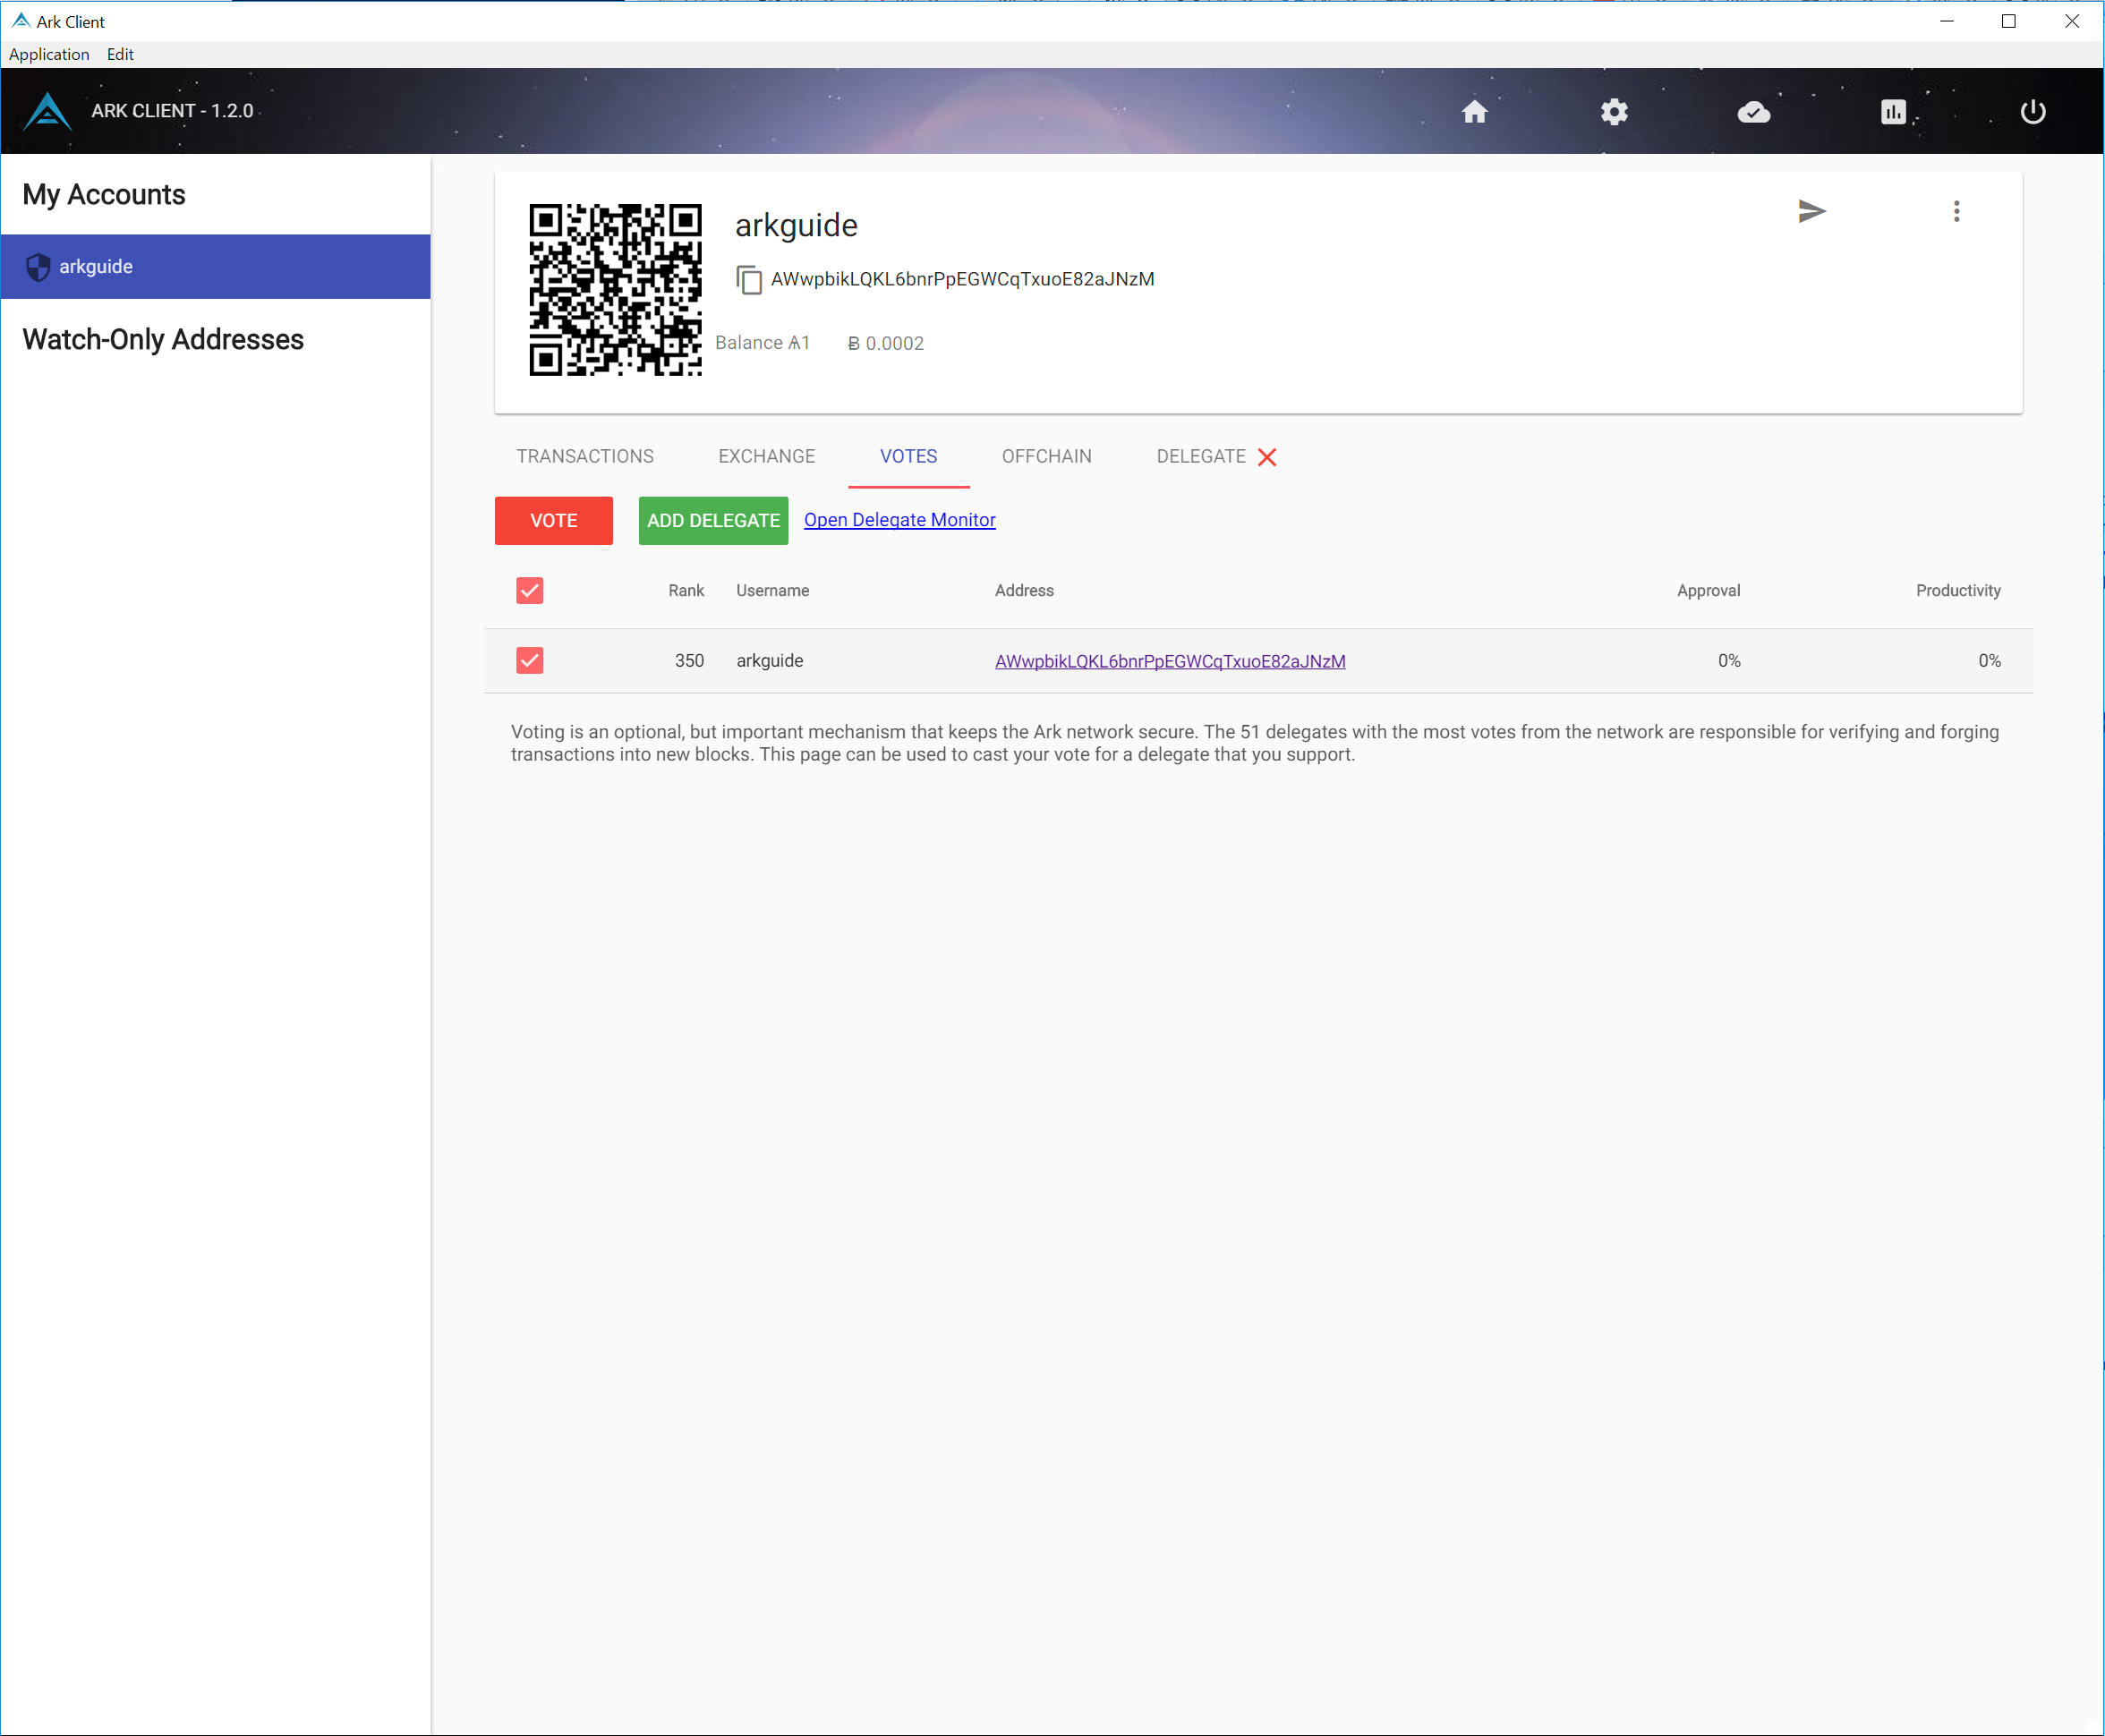 Ark Client
Application Edit
ARK CLIENT - 1.2.0
My Accounts
arkguide
Watch-Only Addresses
arkguide
AWwpbikLQKL6bnrPpEGWCqTxuoE82aJNzM
Balance Ѧ1 Ƀ 0.0002
TRANSACTIONS EXCHANGE VOTES OFFCHAIN DELEGATE
VOTE ADD DELEGATE Open Delegate Monitor
Rank Username Address Approval Productivity
350 arkguide AWwpbikLQKL6bnrPpEGWCqTxuoE82aJNzM 0% 0%
Voting is an optional, but important mechanism that keeps the Ark network secure. The 51 delegates with the most votes from the network are responsible for verifying and forging
transactions into new blocks. This page can be used to cast your vote for a delegate that you support.